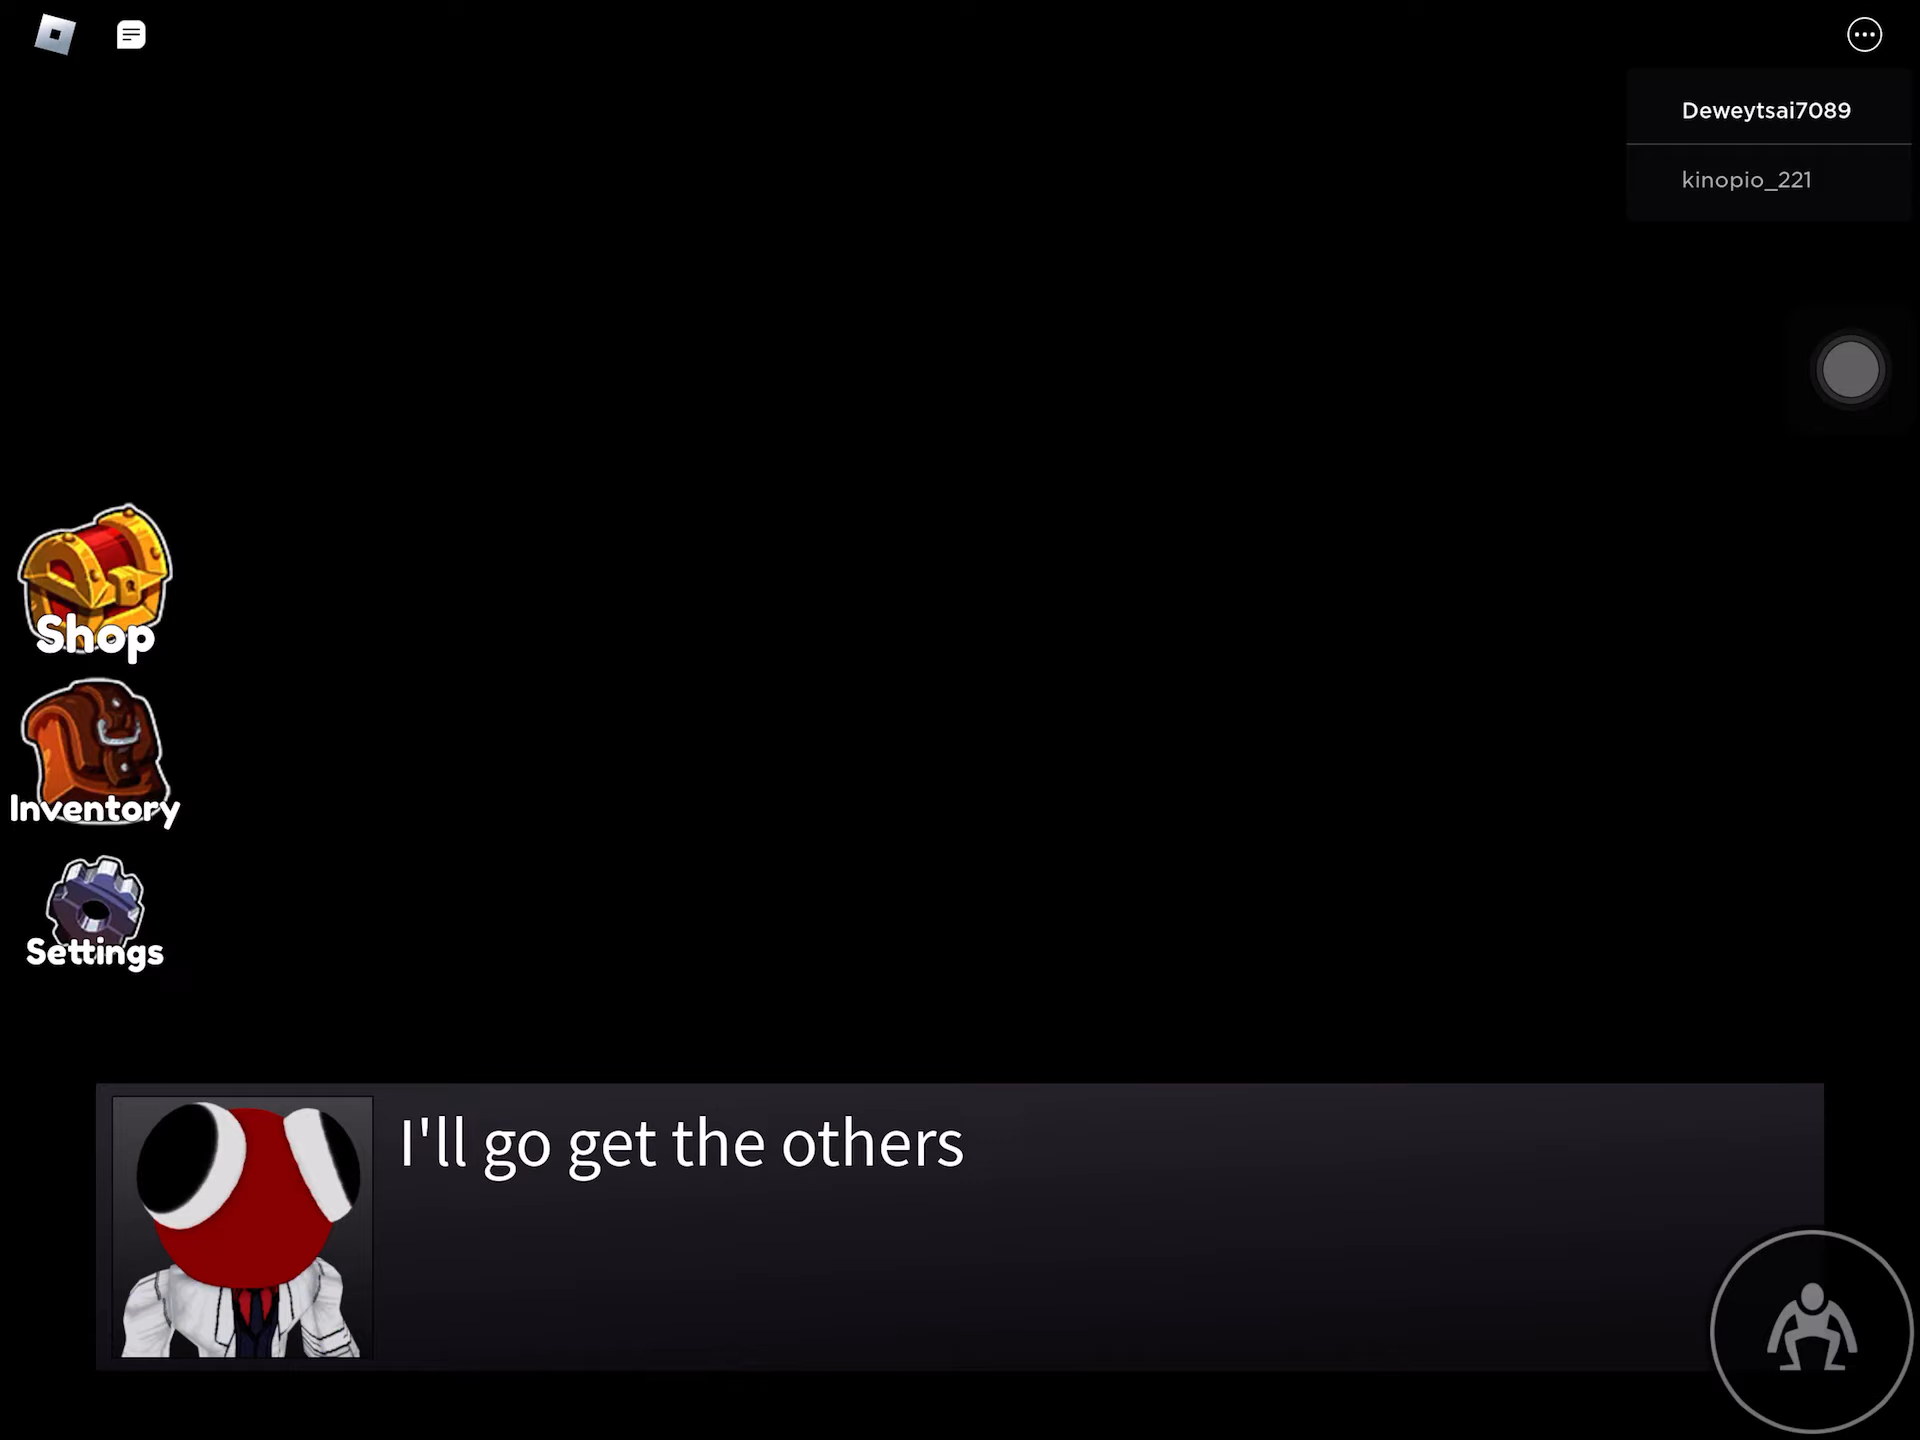 Deweytsai7089
kinopio_221
Shop
Inventory
Settings
I'll go get the others